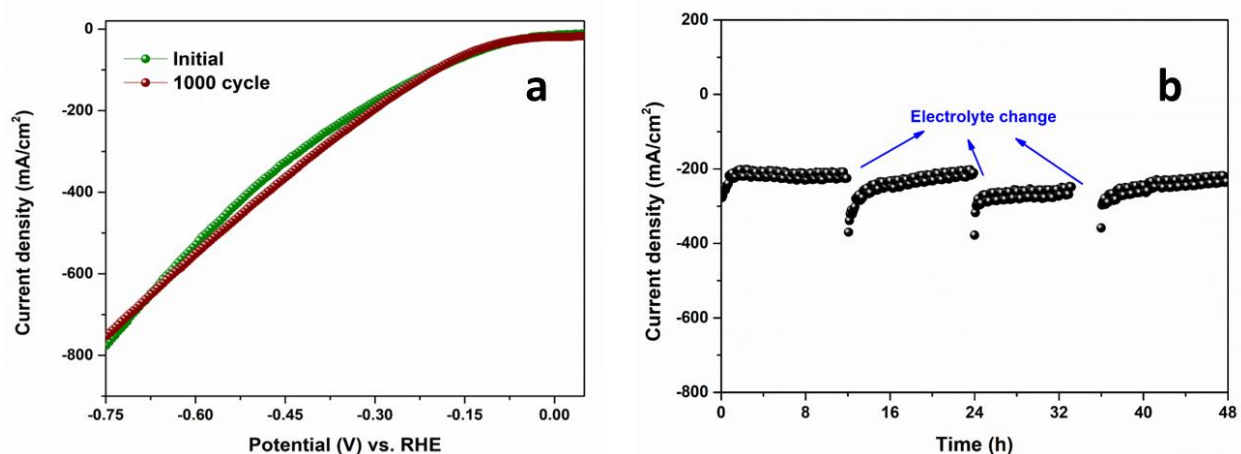 Initial
1000 cycle
a
0
-200
-400
-600
-800
Current density (mA/cm²)
-0.75
-0.60
-0.45
-0.30
-0.15
0.00
Potential (V) vs. RHE
b
Electrolyte change
200
0
-200
-400
-600
-800
Current density (mA/cm²)
0
8
16
24
32
40
48
Time (h)